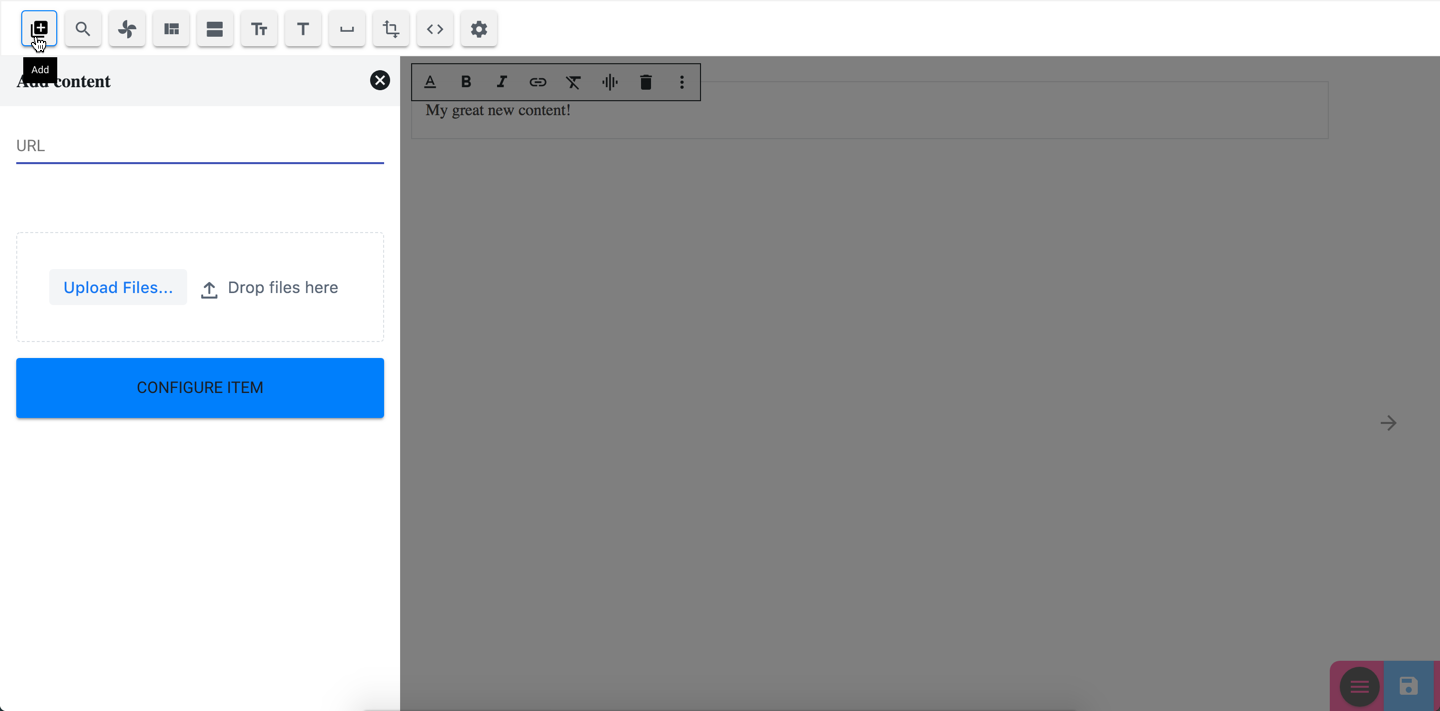 Add
Add content
My great new content!
URL
Upload Files...
Drop files here
CONFIGURE ITEM